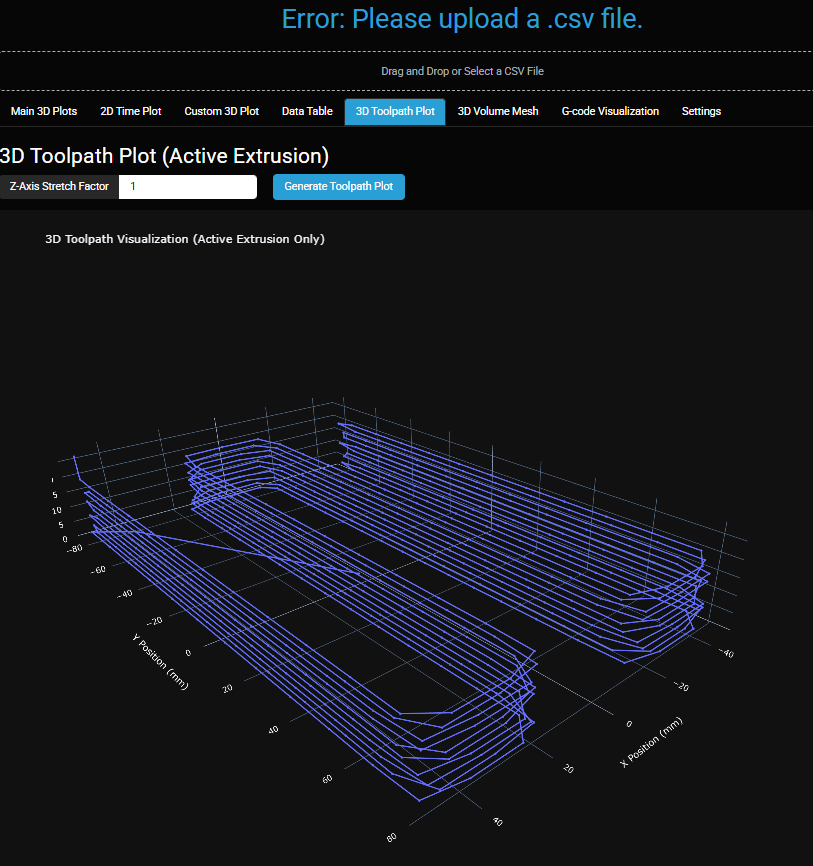 Error: Please upload a .csv file.
Drag and Drop or Select a CSV File
Main 3D Plots 2D Time Plot Custom 3D Plot Data Table 3D Toolpath Plot 3D Volume Mesh G-code Visualization Settings
3D Toolpath Plot (Active Extrusion)
Z-Axis Stretch Factor 1 Generate Toolpath Plot
3D Toolpath Visualization (Active Extrusion Only)
5
10
5
0
−80
−60
−40
−20
0
20
40
60
80
Y Position (mm)
−40
−20
0
20
40
X Position (mm)